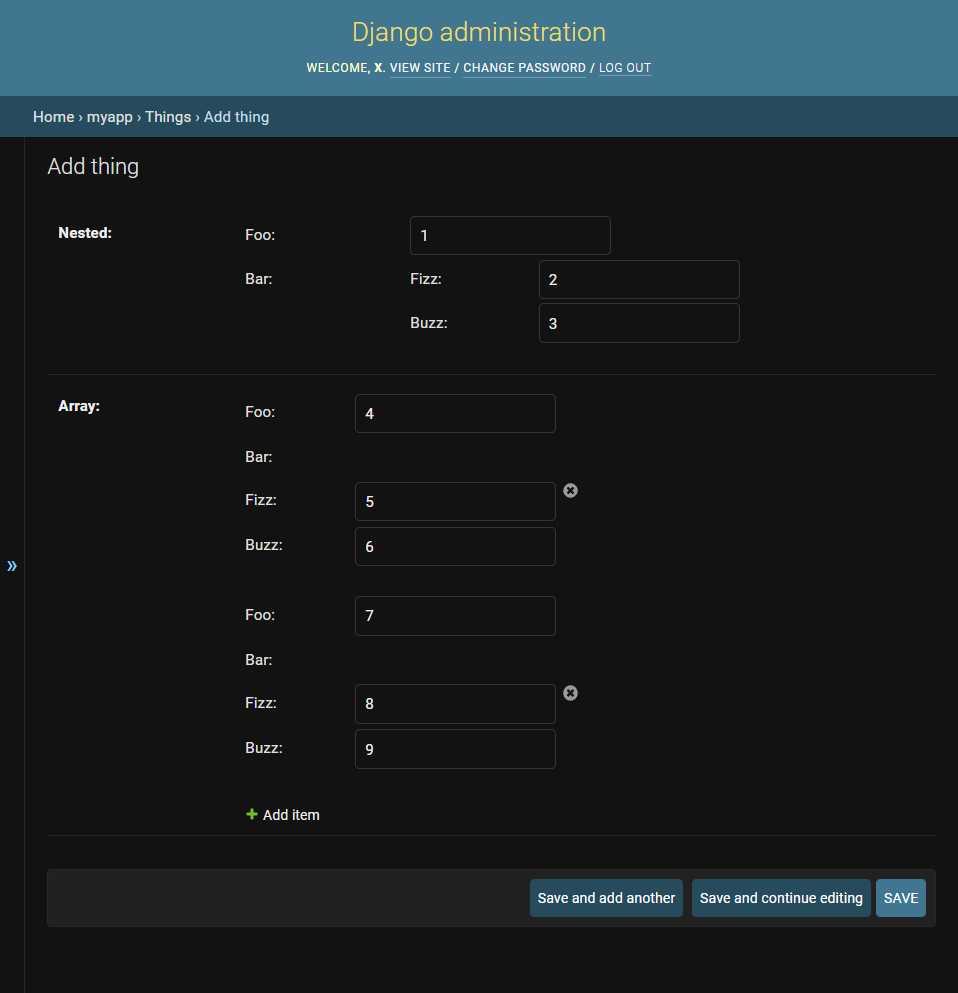 Django administration
WELCOME, X. VIEW SITE / CHANGE PASSWORD / LOG OUT
Home › myapp › Things › Add thing
Add thing
Nested: Foo: 1
Bar: Fizz: 2
Buzz: 3
Array: Foo: 4
Bar:
Fizz: 5
Buzz: 6
»
Foo: 7
Bar:
Fizz: 8
Buzz: 9
Add item
Save and add another Save and continue editing SAVE